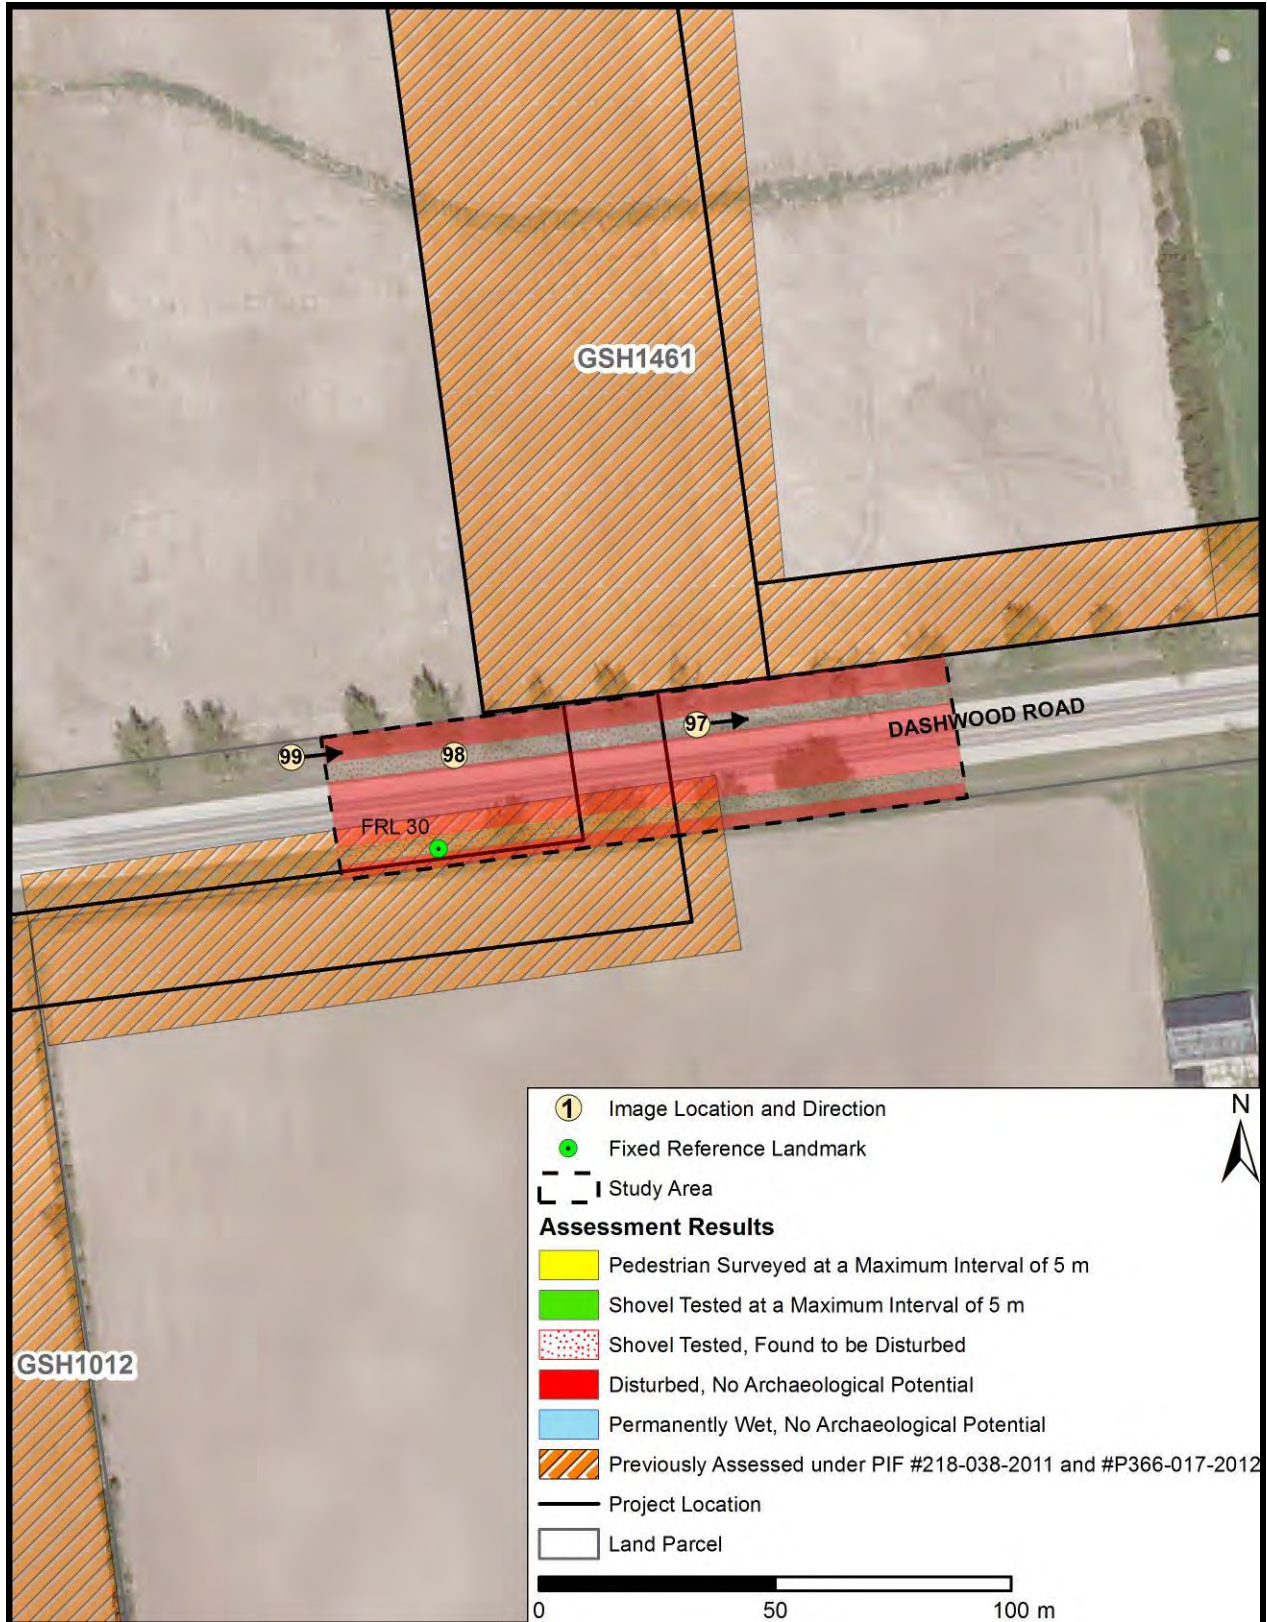 GSH1461
97
DASHWOOD ROAD
99
98
FRL 30
GSH1012
1 Image Location and Direction
N
Fixed Reference Landmark
Study Area
Assessment Results
Pedestrian Surveyed at a Maximum Interval of 5 m
Shovel Tested at a Maximum Interval of 5 m
Shovel Tested, Found to be Disturbed
Disturbed, No Archaeological Potential
Permanently Wet, No Archaeological Potential
Previously Assessed under PIF #218-038-2011 and #P366-017-2012
Project Location
Land Parcel
0 50 100 m